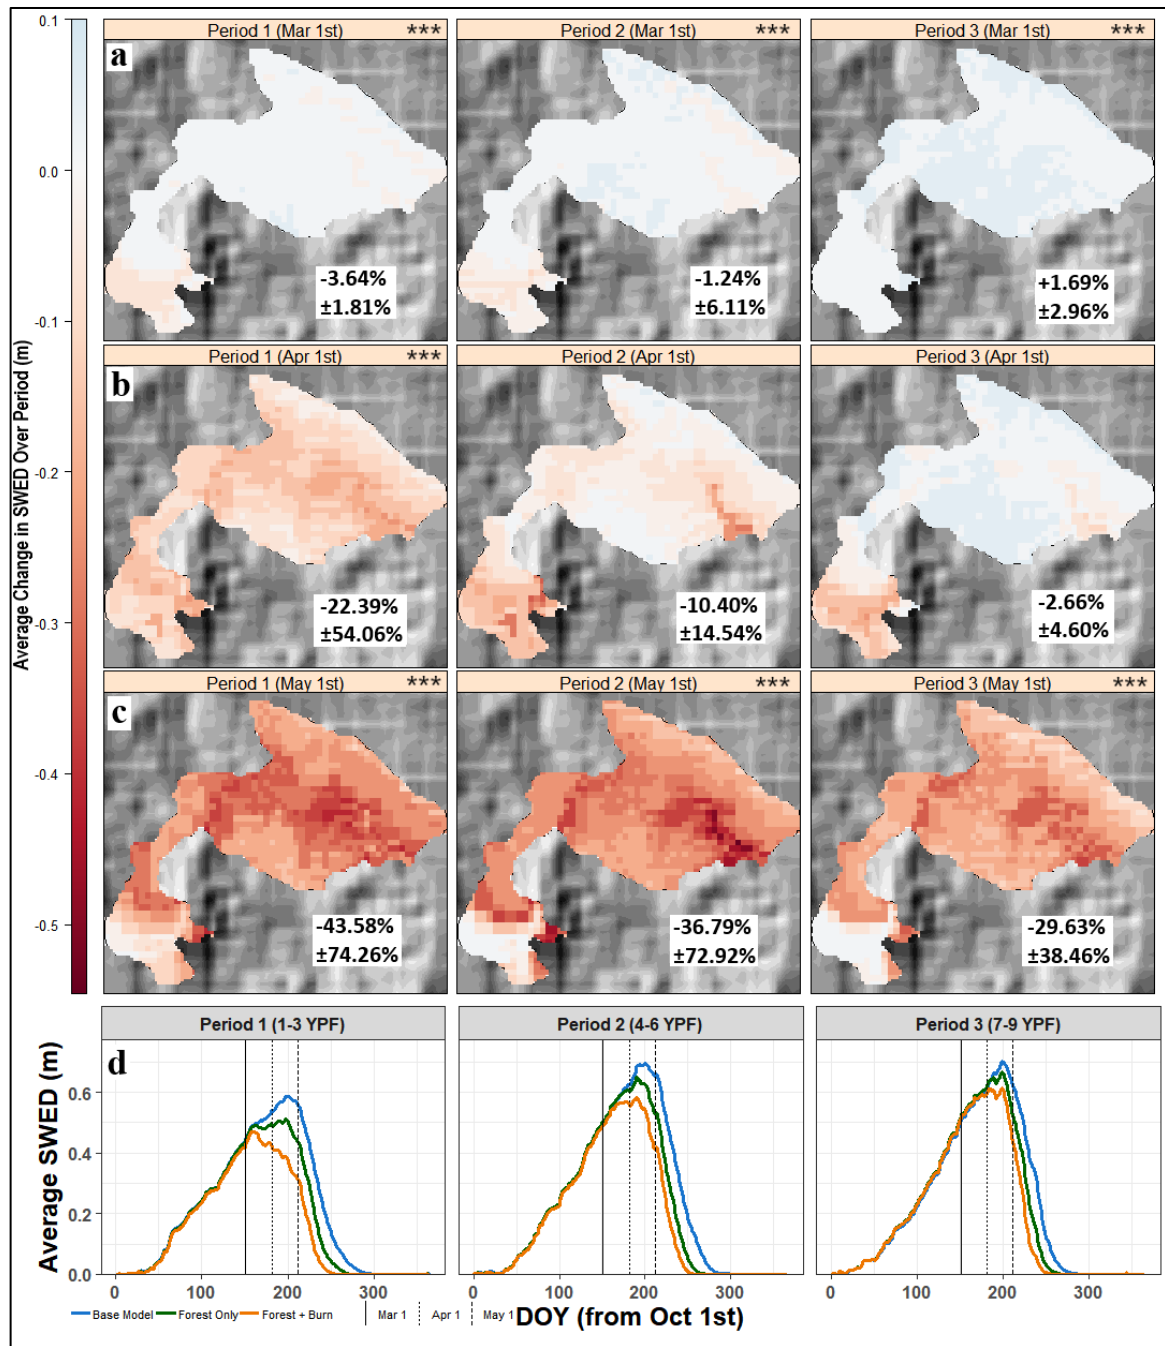 Period 1 (Mar 1st) ***
Period 2 (Mar 1st) ***
Period 3 (Mar 1st) ***
a
-3.64%
±1.81%
-1.24%
±6.11%
+1.69%
±2.96%
Period 1 (Apr 1st) ***
Period 2 (Apr 1st) ***
Period 3 (Apr 1st)
b
-22.39%
±54.06%
-10.40%
±14.54%
-2.66%
±4.60%
Period 1 (May 1st) ***
Period 2 (May 1st) ***
Period 3 (May 1st) ***
c
-43.58%
±74.26%
-36.79%
±72.92%
-29.63%
±38.46%
Average Change in SWED Over Period (m)
0.1
0.0
-0.1
-0.2
-0.3
-0.4
-0.5
Period 1 (1-3 YPF)
Period 2 (4-6 YPF)
Period 3 (7-9 YPF)
d
Average SWED (m)
0.6
0.4
0.2
0.0
0 100 200 300
0 100 200 300
0 100 200 300
Base Model Forest Only Forest + Burn Mar 1 Apr 1 May 1
DOY (from Oct 1st)